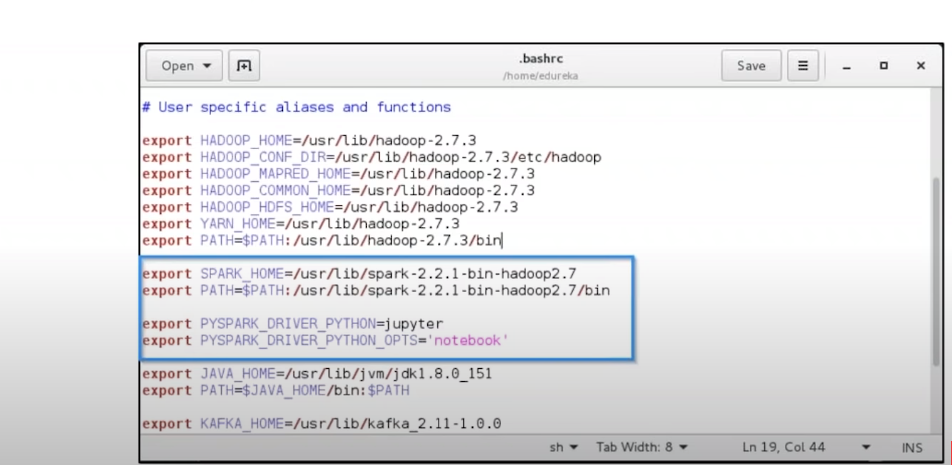 Open
.bashrc
/home/edureka
Save
# User specific aliases and functions
export HADOOP_HOME=/usr/lib/hadoop-2.7.3
export HADOOP_CONF_DIR=/usr/lib/hadoop-2.7.3/etc/hadoop
export HADOOP_MAPRED_HOME=/usr/lib/hadoop-2.7.3
export HADOOP_COMMON_HOME=/usr/lib/hadoop-2.7.3
export HADOOP_HDFS_HOME=/usr/lib/hadoop-2.7.3
export YARN_HOME=/usr/lib/hadoop-2.7.3
export PATH=$PATH:/usr/lib/hadoop-2.7.3/bin
export SPARK_HOME=/usr/lib/spark-2.2.1-bin-hadoop2.7
export PATH=$PATH:/usr/lib/spark-2.2.1-bin-hadoop2.7/bin
export PYSPARK_DRIVER_PYTHON=jupyter
export PYSPARK_DRIVER_PYTHON_OPTS='notebook'
export JAVA_HOME=/usr/lib/jvm/jdk1.8.0_151
export PATH=$JAVA_HOME/bin:$PATH
export KAFKA_HOME=/usr/lib/kafka_2.11-1.0.0
sh Tab Width: 8 Ln 19, Col 44 INS